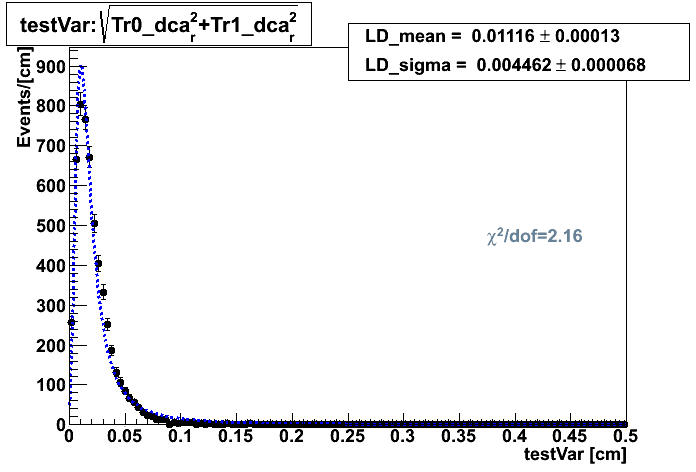 testVar:√Tr0_dca²r+Tr1_dca²r
LD_mean = 0.01116 ± 0.00013
LD_sigma = 0.004462 ± 0.000068
Events/[cm]
900
800
700
600
500
400
300
200
100
0
χ²/dof=2.16
0 0.05 0.1 0.15 0.2 0.25 0.3 0.35 0.4 0.45 0.5
testVar [cm]